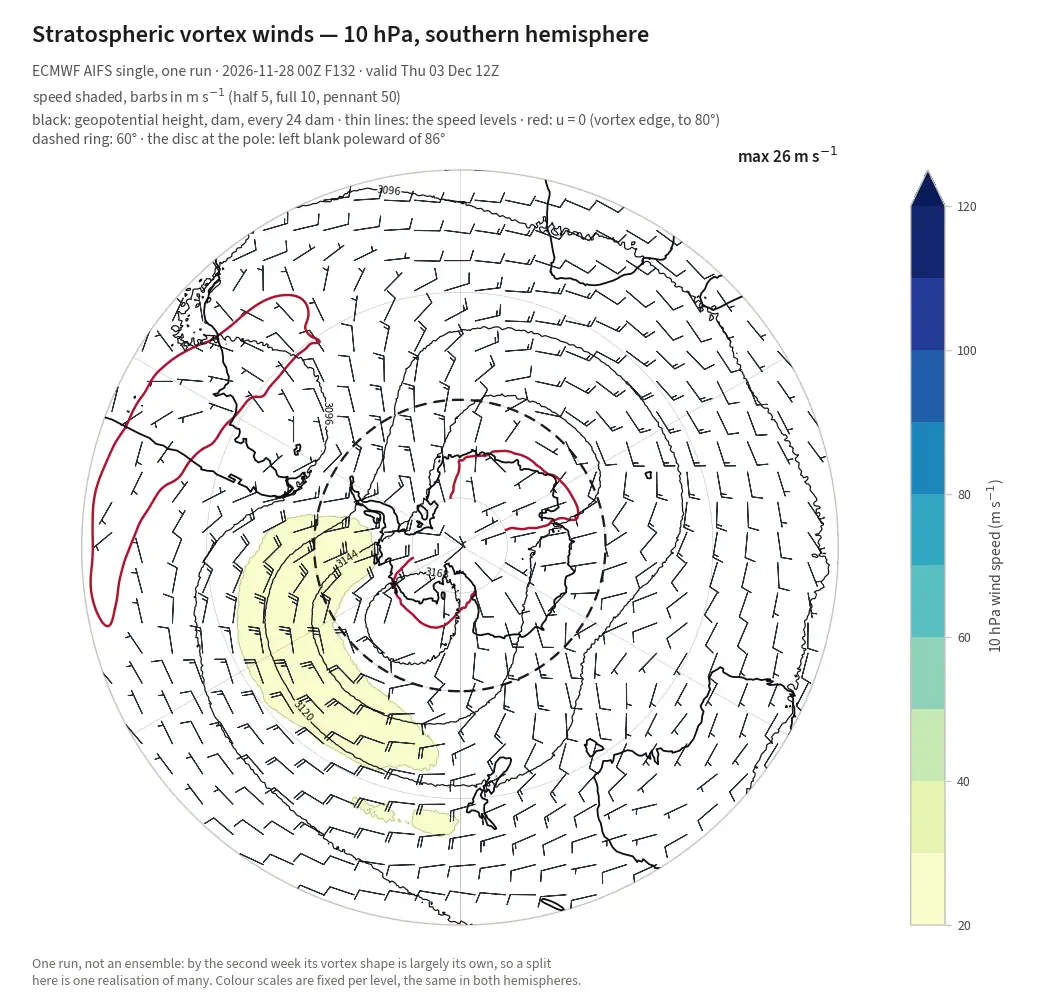 Stratospheric vortex winds — 10 hPa, southern hemisphere
ECMWF AIFS single, one run · 2026-11-28 00Z F132 · valid Thu 03 Dec 12Z
speed shaded, barbs in m s⁻¹ (half 5, full 10, pennant 50)
black: geopotential height, dam, every 24 dam · thin lines: the speed levels · red: u = 0 (vortex edge, to 80°)
dashed ring: 60° · the disc at the pole: left blank poleward of 86°
max 26 m s⁻¹
3096
3096
3144
3120
120
100
80
60
40
20
10 hPa wind speed (m s⁻¹)
One run, not an ensemble: by the second week its vortex shape is largely its own, so a split
here is one realisation of many. Colour scales are fixed per level, the same in both hemispheres.